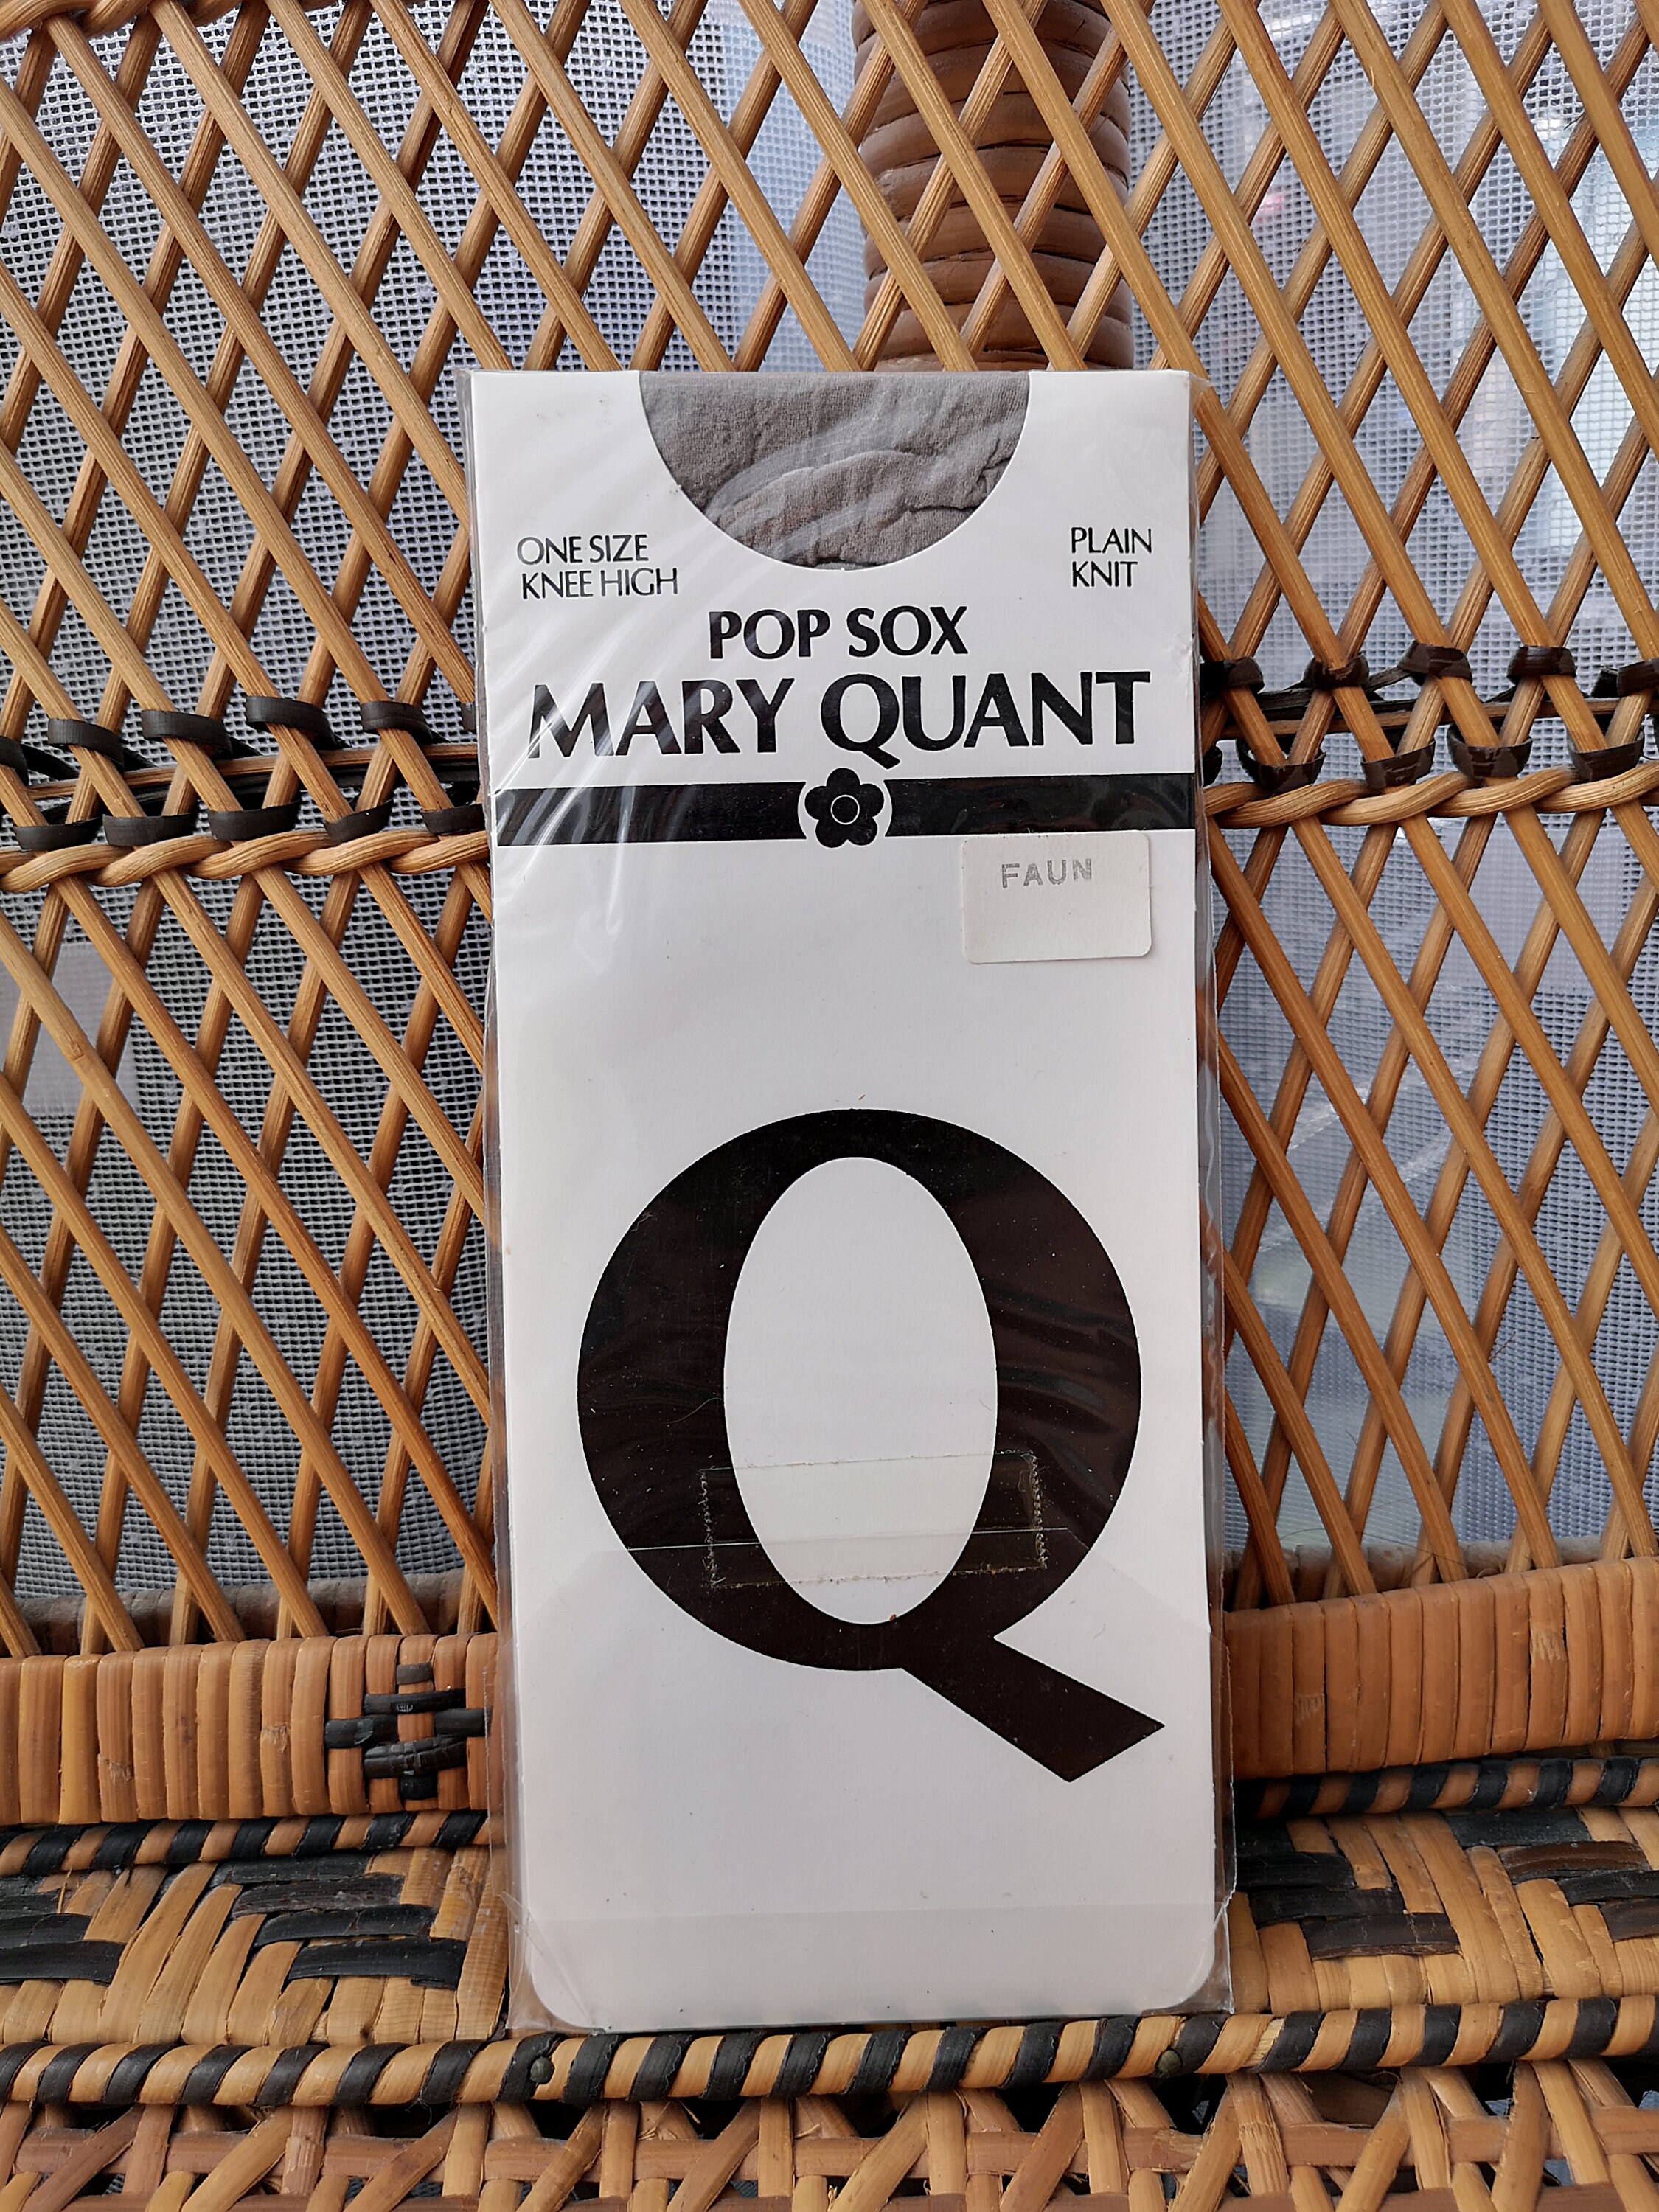 ONE SIZE
KNEE HIGH
PLAIN
KNIT
POP SOX
MARY QUANT
FAUN
Q